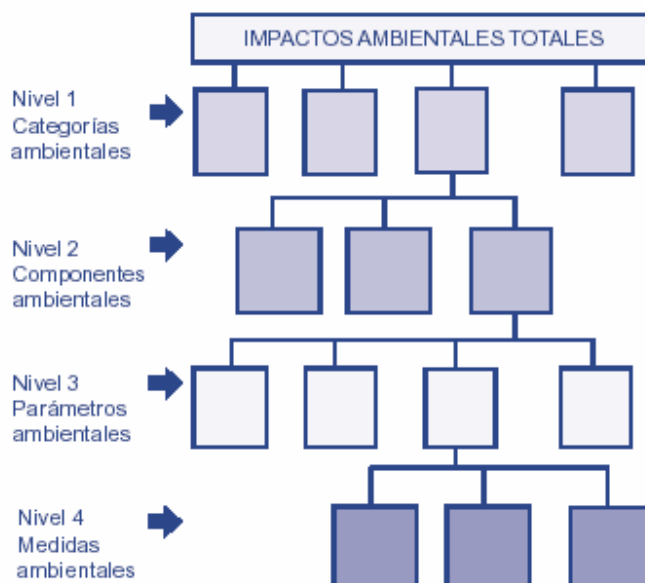 IMPACTOS AMBIENTALES TOTALES
Nivel 1
Categorías
ambientales
Nivel 2
Componentes
ambientales
Nivel 3
Parámetros
ambientales
Nivel 4
Medidas
ambientales